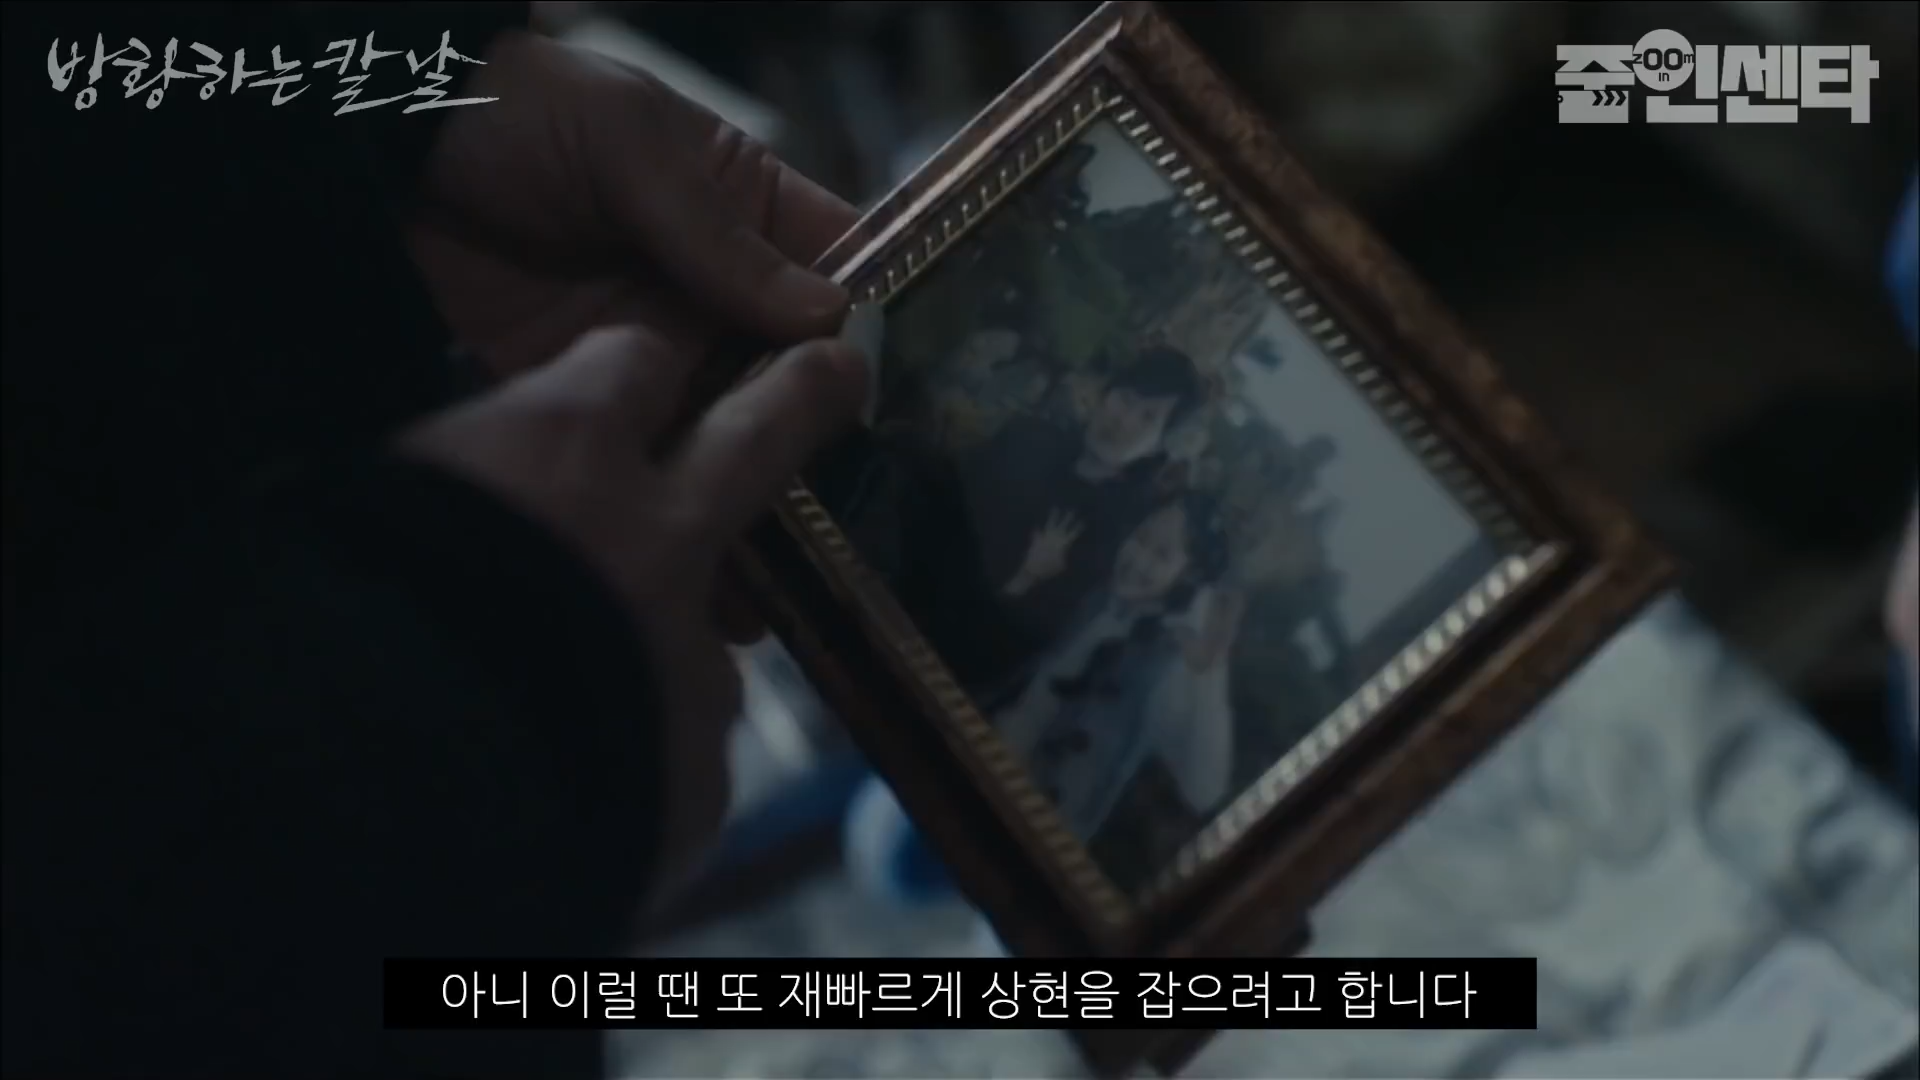 방황하는 칼날
줌인센타
zoom
in
아니 이럴 땐 또 재빠르게 상현을 잡으려고 합니다